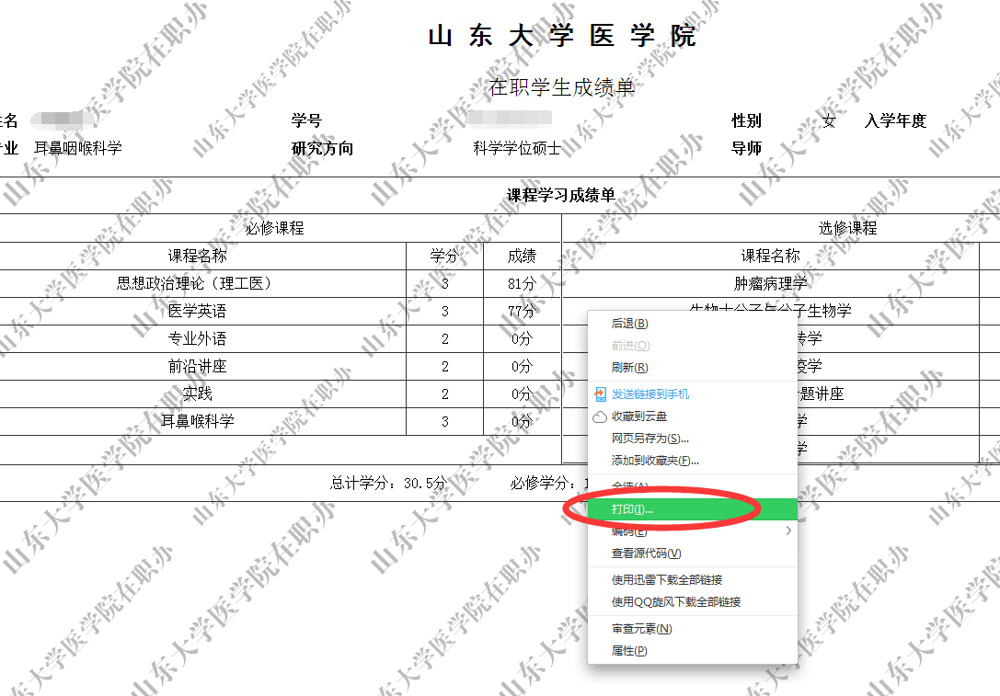 山东大学医学院
在职学生成绩单
名 学号 性别 女 入学年度
业 耳鼻咽喉科学 研究方向 科学学位硕士 导师
课程学习成绩单
必修课程 选修课程
课程名称 学分 成绩 课程名称
思想政治理论（理工医） 3 81分 肿瘤病理学
医学英语 3 77分 生物大分子与分子生物学
专业外语 2 0分 传学
前沿讲座 2 0分 疫学
实践 2 0分 题讲座
耳鼻喉科学 3 0分 学
学
总计学分：30.5分 必修学分：1
后退(B)
前进(O)
刷新(R)
发送链接到手机
收藏到云盘
网页另存为(S)...
添加到收藏夹(F)...
全选(A)
打印(I)...
编码(E)
查看源代码(V)
使用迅雷下载全部链接
使用QQ旋风下载全部链接
审查元素(N)
属性(P)
山东大学医学院在职办